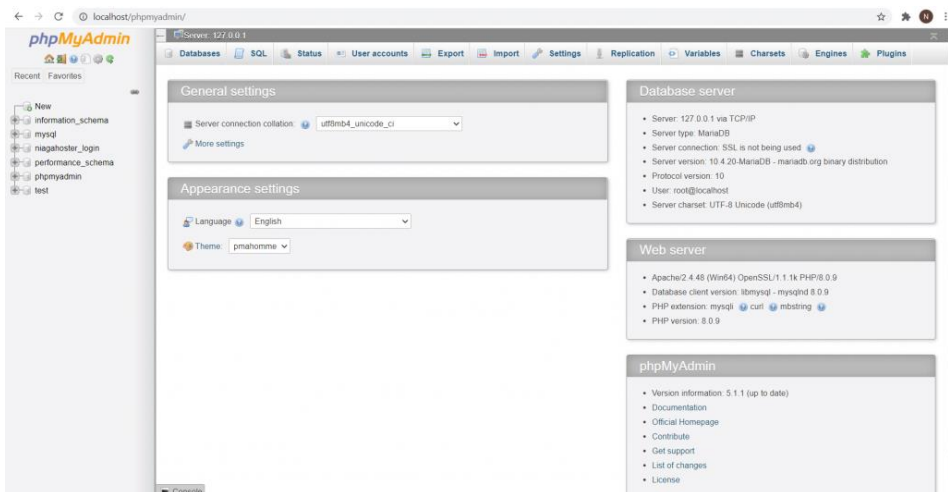 localhost/phpmyadmin/
N
phpMyAdmin
Recent Favorites
New
information_schema
mysql
niagahoster_login
performance_schema
phpmyadmin
test
Server: 127.0.0.1
Databases SQL Status User accounts Export Import Settings Replication Variables Charsets Engines Plugins
General settings
Server connection collation: utf8mb4_unicode_ci
More settings
Appearance settings
Language English
Theme: pmahomme
Database server
Server: 127.0.0.1 via TCP/IP
Server type: MariaDB
Server connection: SSL is not being used
Server version: 10.4.20-MariaDB - mariadb.org binary distribution
Protocol version: 10
User: root@localhost
Server charset: UTF-8 Unicode (utf8mb4)
Web server
Apache/2.4.48 (Win64) OpenSSL/1.1.1k PHP/8.0.9
Database client version: libmysql - mysqlnd 8.0.9
PHP extension: mysqli curl mbstring
PHP version: 8.0.9
phpMyAdmin
Version information: 5.1.1 (up to date)
Documentation
Official Homepage
Contribute
Get support
List of changes
License
Console